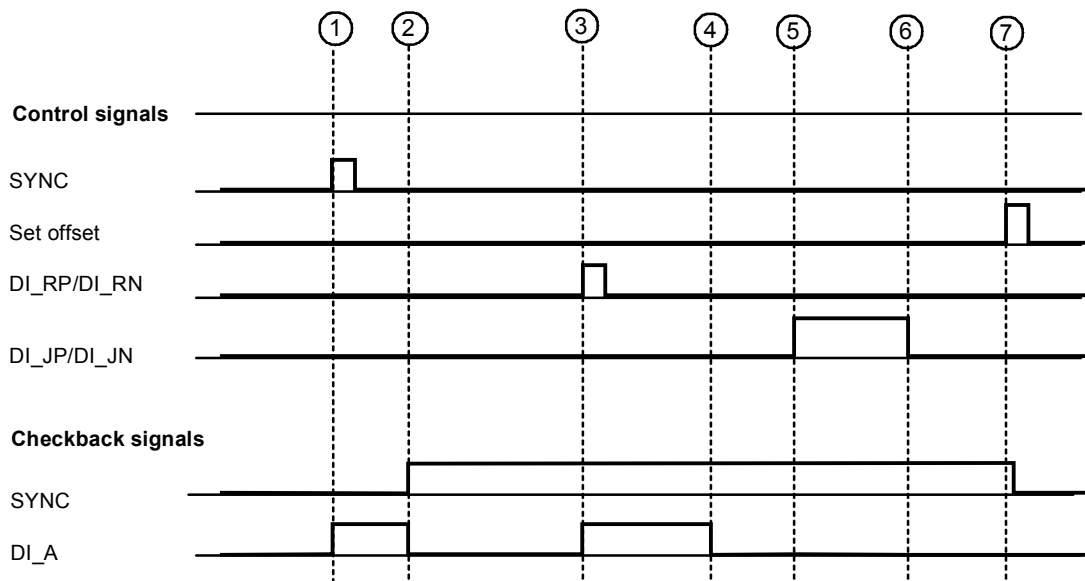 1 2 3 4 5 6 7
Control signals
SYNC
Set offset
DI_RP/DI_RN
DI_JP/DI_JN
Checkback signals
SYNC
DI_A